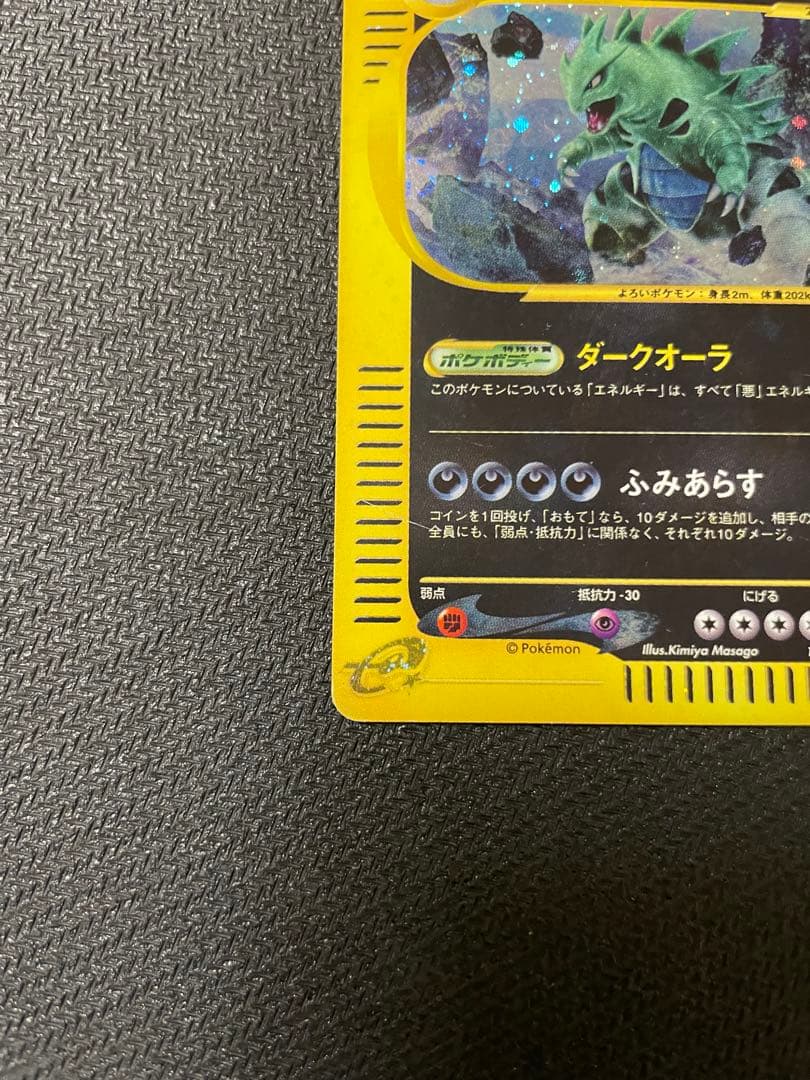 よろいポケモン：身長2m、体重202k
特殊体質
ポケボディー
ダークオーラ
このポケモンについている「エネルギー」は、すべて「悪」エネルギ
ふみあらす
コインを1回投げ、「おもて」なら、10ダメージを追加し、相手の
全員にも、「弱点・抵抗力」に関係なく、それぞれ10ダメージ。
弱点
抵抗力 -30
にげる
© Pokémon
Illus.Kimiya Masago